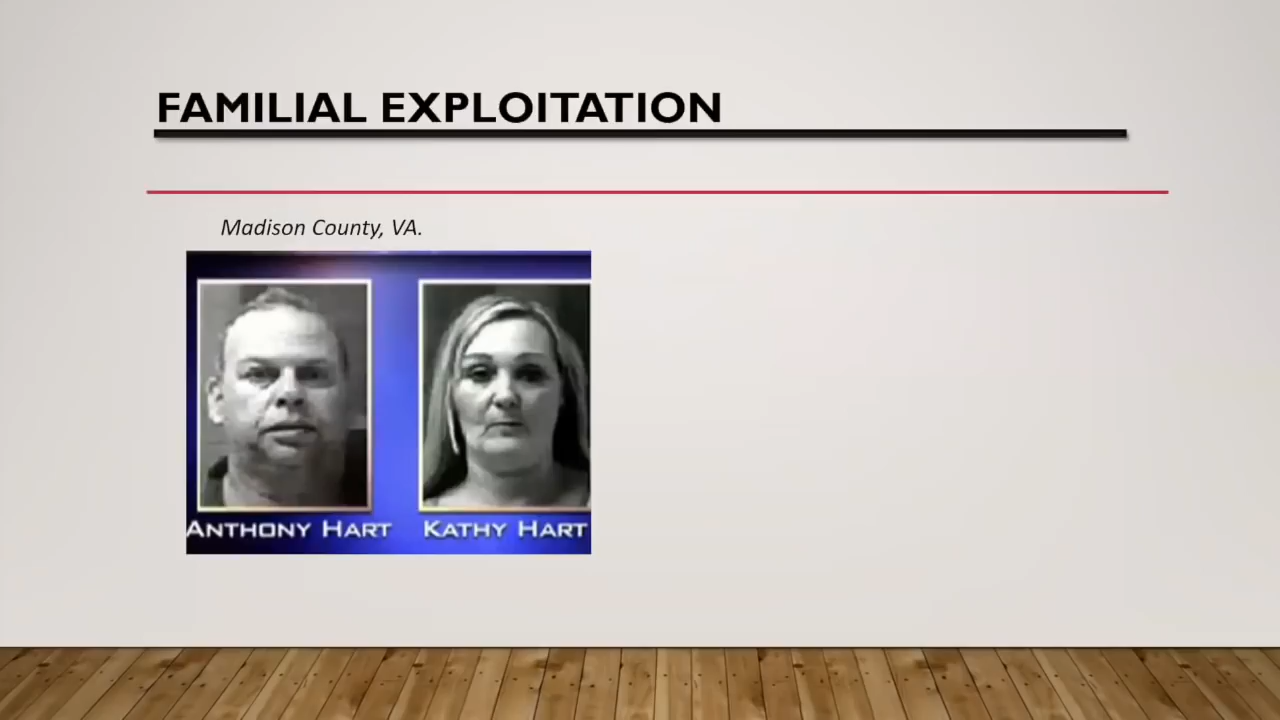 FAMILIAL EXPLOITATION
Madison County, VA.
ANTHONY HART
KATHY HART